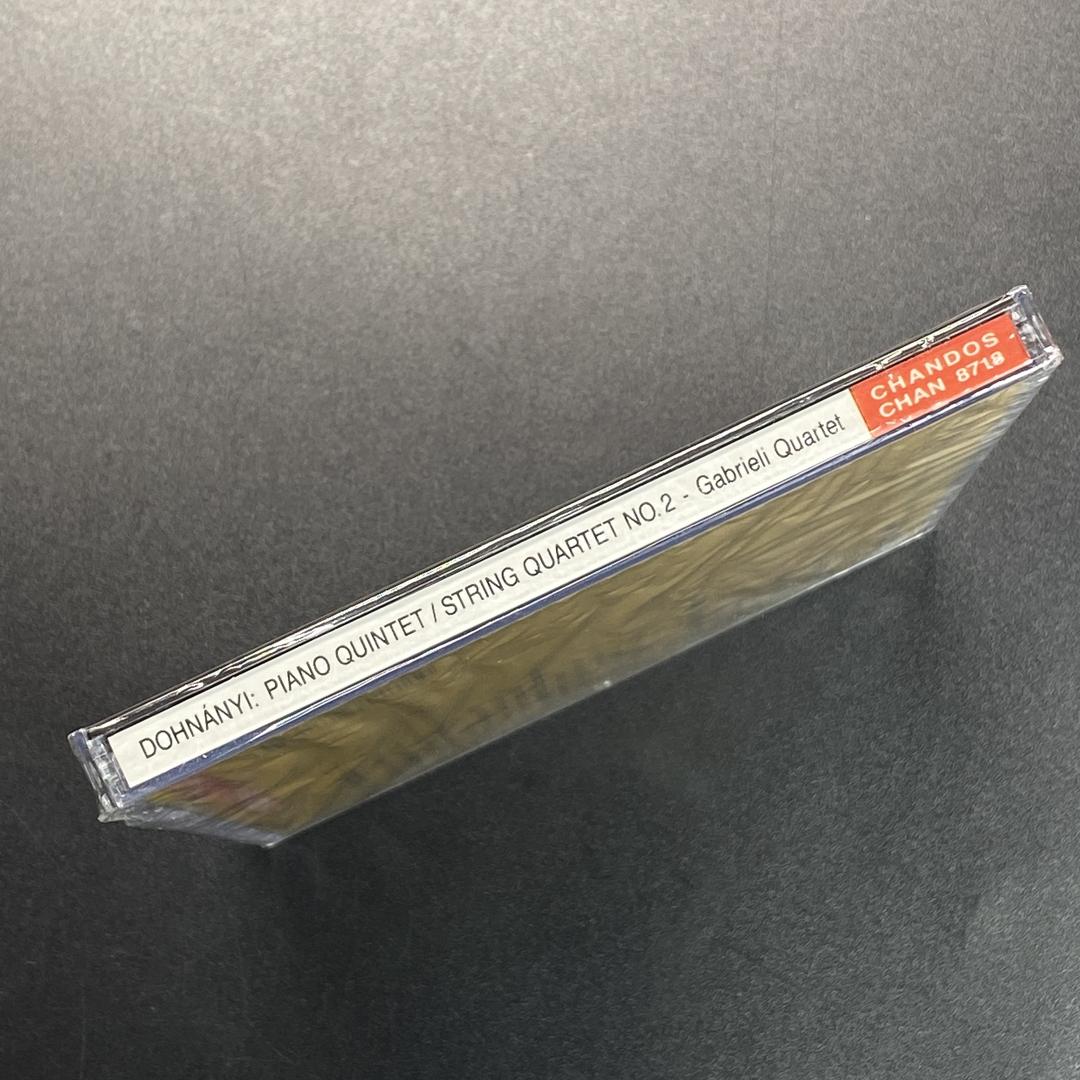 DOHNÁNYI: PIANO QUINTET / STRING QUARTET NO.2 - Gabrieli Quartet
CHANDOS
CHAN 8718